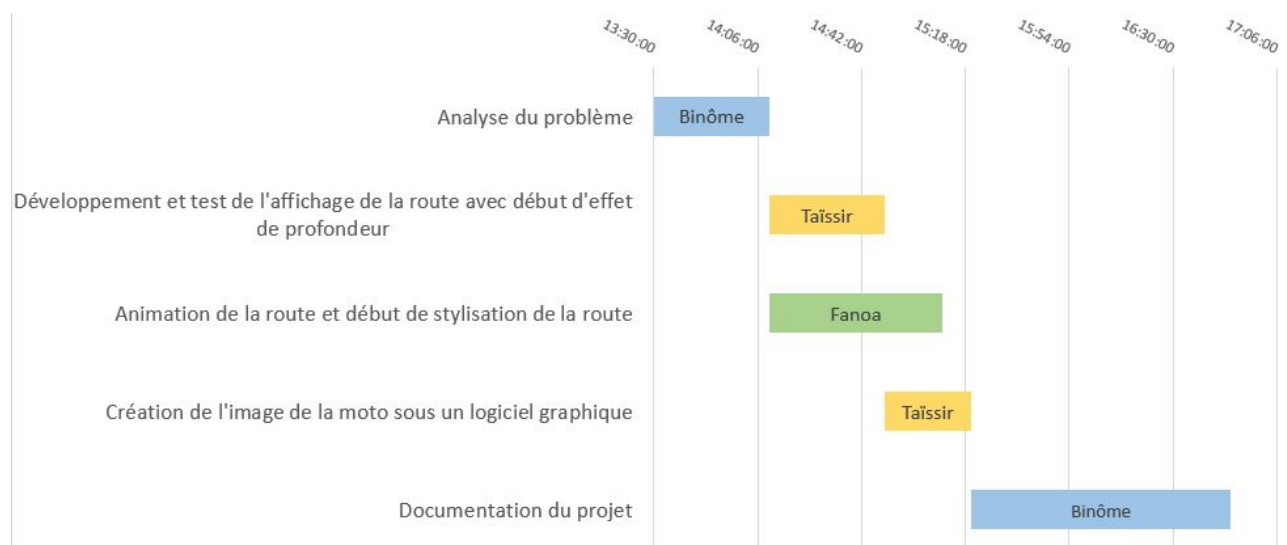 13:30:00
14:06:00
14:42:00
15:18:00
15:54:00
16:30:00
17:06:00
Analyse du problème
Binôme
Développement et test de l'affichage de la route avec début d'effet
de profondeur
Taïssir
Animation de la route et début de stylisation de la route
Fanoa
Création de l'image de la moto sous un logiciel graphique
Taïssir
Documentation du projet
Binôme